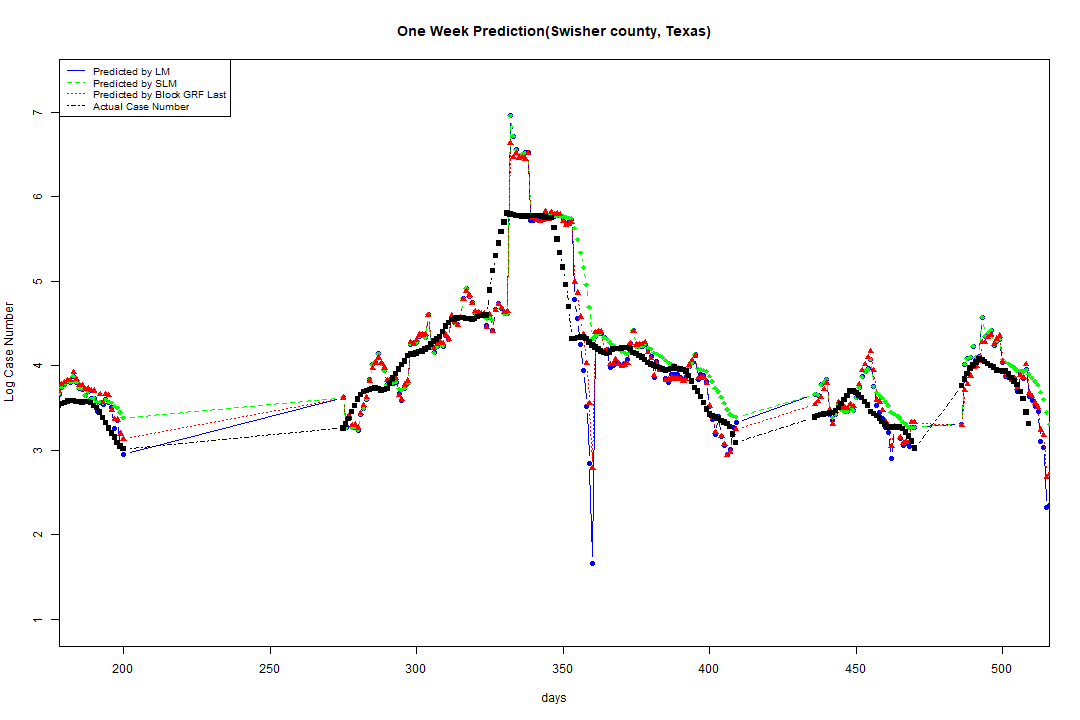 One Week Prediction(Swisher county, Texas)
Predicted by LM
Predicted by SLM
Predicted by Block GRF Last
Actual Case Number
7
6
5
4
3
2
1
Log Case Number
200 250 300 350 400 450 500
days